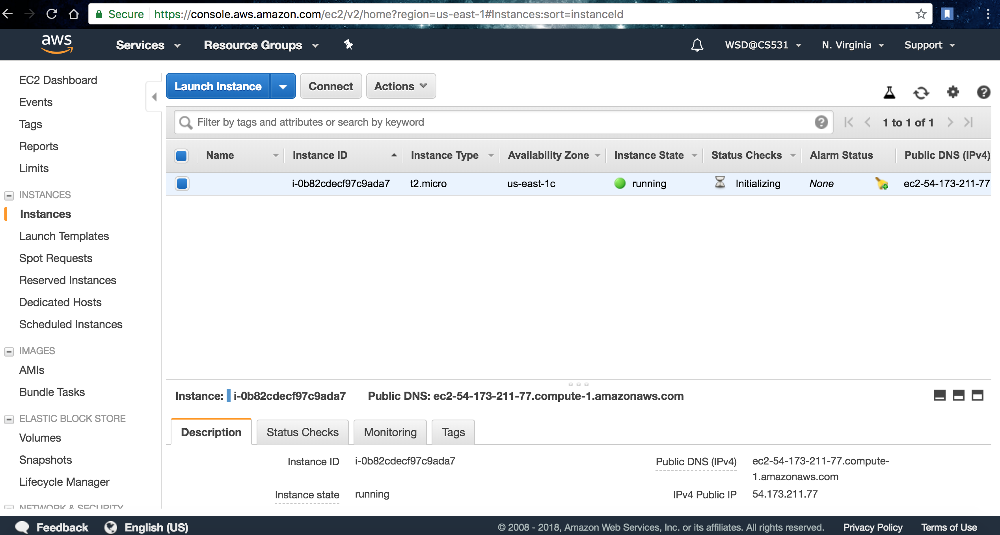 Secure https://console.aws.amazon.com/ec2/v2/home?region=us-east-1#Instances:sort=instanceId
aws Services Resource Groups WSD@CS531 N. Virginia Support
EC2 Dashboard
Events
Tags
Reports
Limits
INSTANCES
Instances
Launch Templates
Spot Requests
Reserved Instances
Dedicated Hosts
Scheduled Instances
IMAGES
AMIs
Bundle Tasks
ELASTIC BLOCK STORE
Volumes
Snapshots
Lifecycle Manager
NETWORK & SECURITY
Launch Instance Connect Actions
Filter by tags and attributes or search by keyword 1 to 1 of 1
Name Instance ID Instance Type Availability Zone Instance State Status Checks Alarm Status Public DNS (IPv4)
i-0b82cdecf97c9ada7 t2.micro us-east-1c running Initializing None ec2-54-173-211-77.
Instance: i-0b82cdecf97c9ada7 Public DNS: ec2-54-173-211-77.compute-1.amazonaws.com
Description Status Checks Monitoring Tags
Instance ID i-0b82cdecf97c9ada7 Public DNS (IPv4) ec2-54-173-211-77.compute-
1.amazonaws.com
Instance state running IPv4 Public IP 54.173.211.77
Feedback English (US) © 2008 - 2018, Amazon Web Services, Inc. or its affiliates. All rights reserved. Privacy Policy Terms of Use